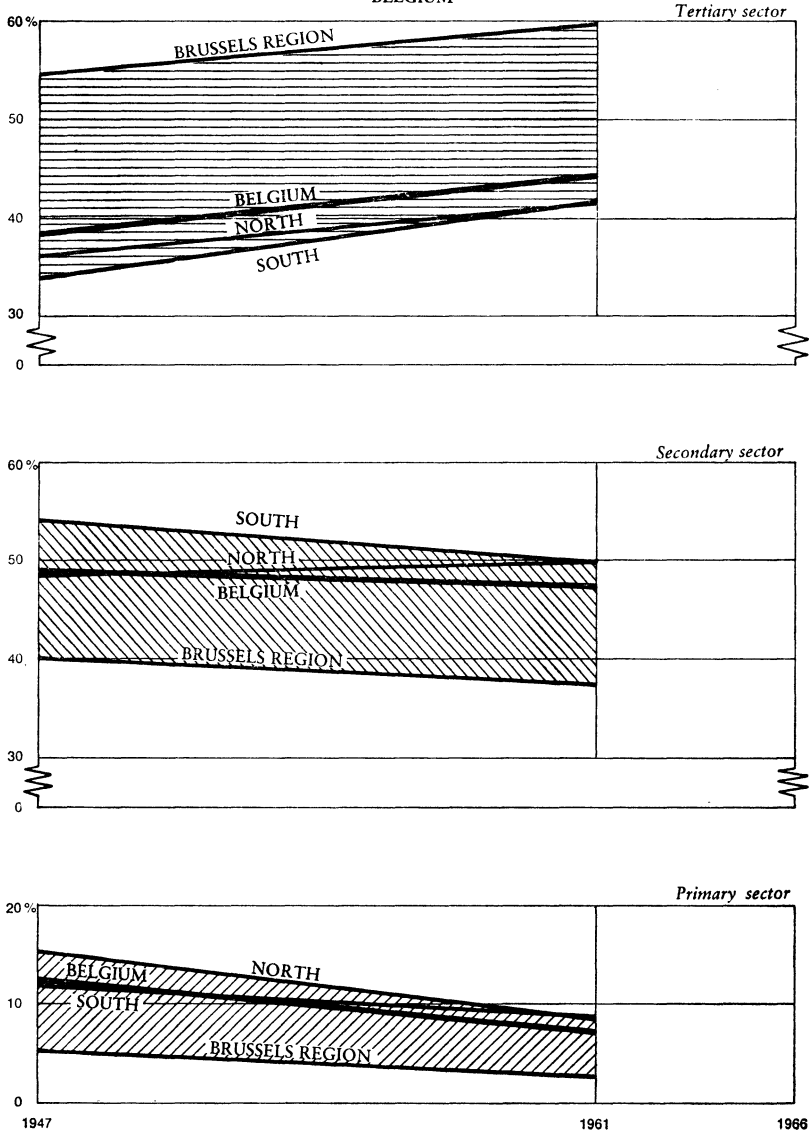 BELGIUM
Tertiary sector
60 %
BRUSSELS REGION
50
BELGIUM
40
NORTH
SOUTH
30
0
Secondary sector
60 %
SOUTH
50
NORTH
BELGIUM
BRUSSELS REGION
40
30
0
Primary sector
20 %
NORTH
BELGIUM
10
SOUTH
BRUSSELS REGION
0
1947 1961 1966